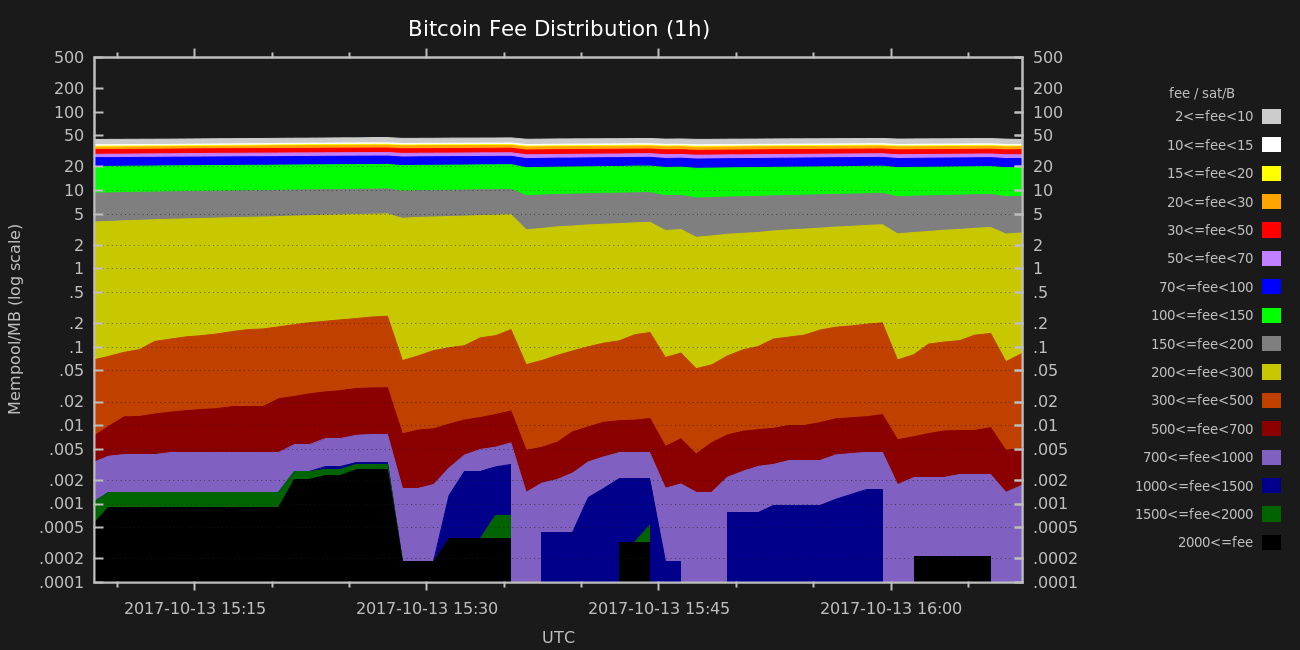 Bitcoin Fee Distribution (1h)
500
200
100
50
20
10
5
2
1
.5
.2
.1
.05
.02
.01
.005
.002
.001
.0005
.0002
.0001
Mempool/MB (log scale)
500
200
100
50
20
10
5
2
1
.5
.2
.1
.05
.02
.01
.005
.002
.001
.0005
.0002
.0001
2017-10-13 15:15
2017-10-13 15:30
2017-10-13 15:45
2017-10-13 16:00
UTC
fee / sat/B
2<=fee<10
10<=fee<15
15<=fee<20
20<=fee<30
30<=fee<50
50<=fee<70
70<=fee<100
100<=fee<150
150<=fee<200
200<=fee<300
300<=fee<500
500<=fee<700
700<=fee<1000
1000<=fee<1500
1500<=fee<2000
2000<=fee